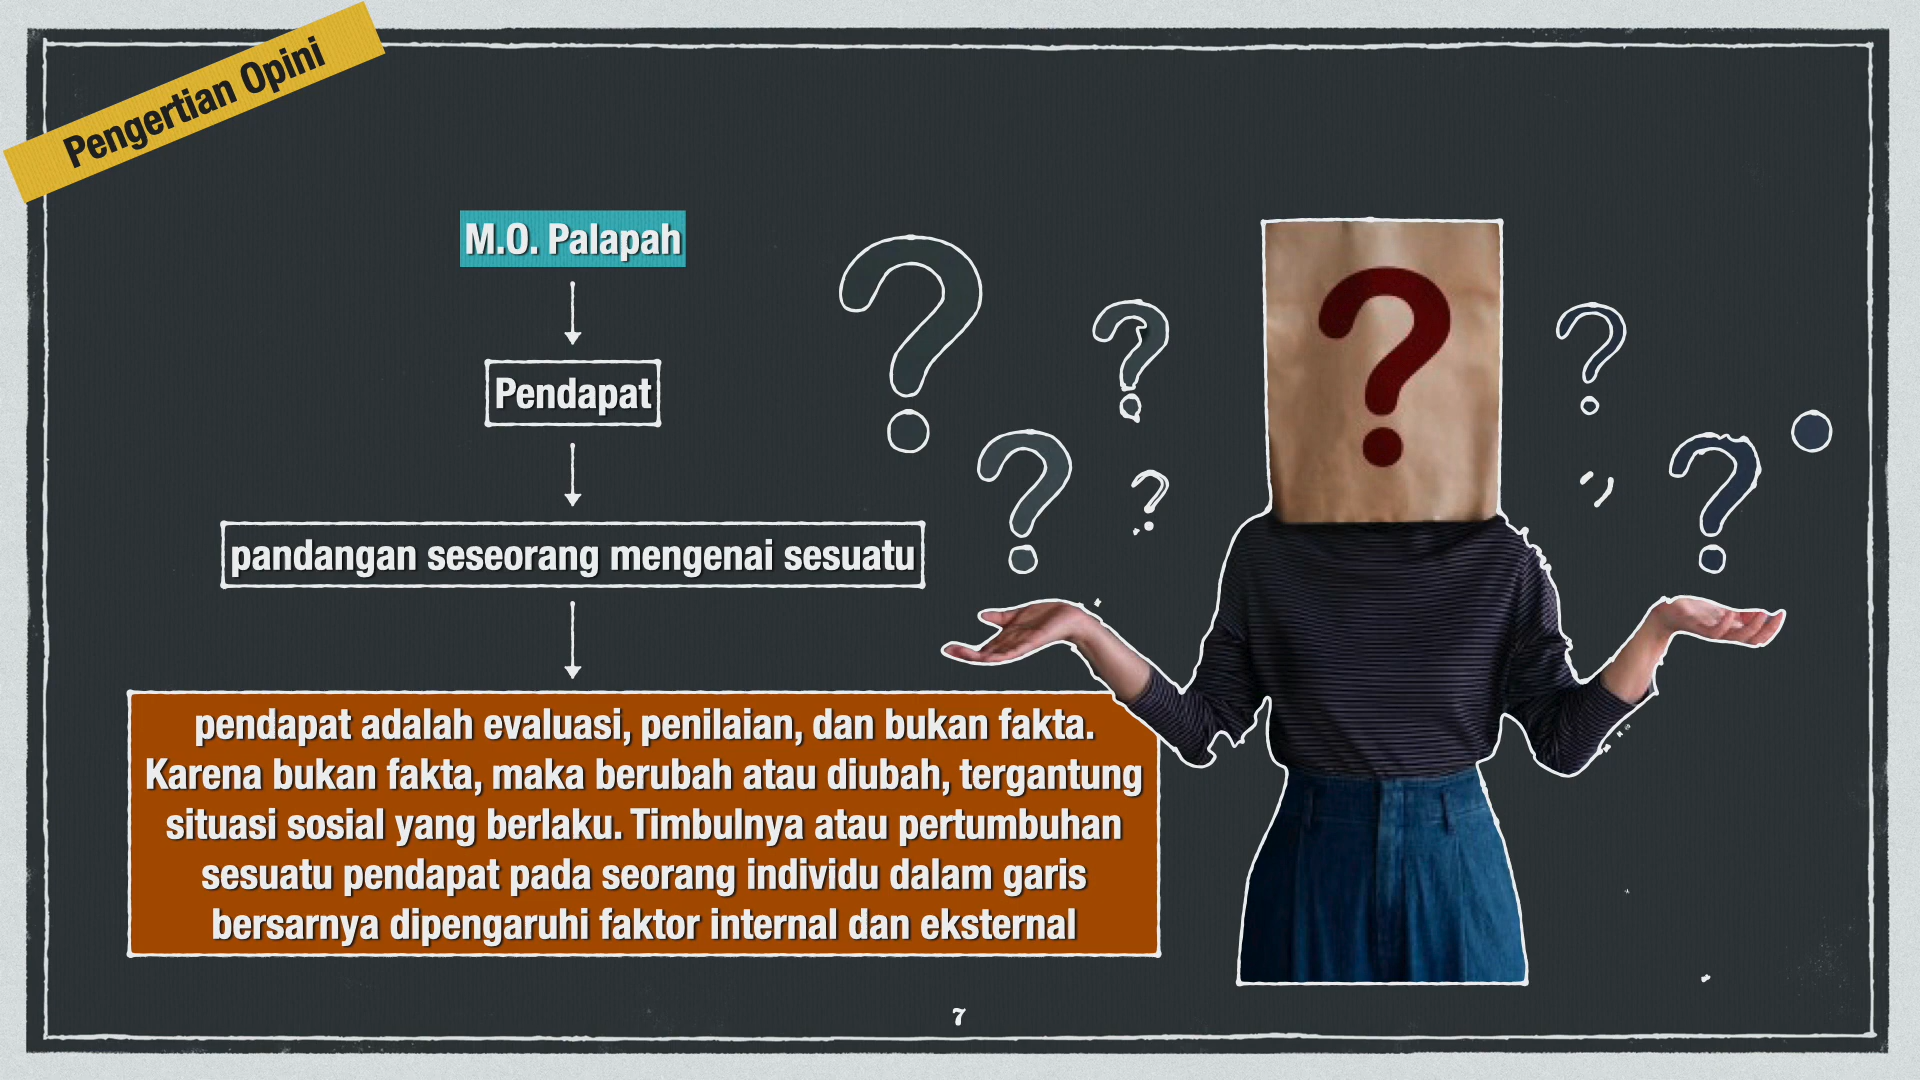 Pengertian Opini
M.O. Palapah
Pendapat
pandangan seseorang mengenai sesuatu
pendapat adalah evaluasi, penilaian, dan bukan fakta.
Karena bukan fakta, maka berubah atau diubah, tergantung
situasi sosial yang berlaku. Timbulnya atau pertumbuhan
sesuatu pendapat pada seorang individu dalam garis
bersarnya dipengaruhi faktor internal dan eksternal
? ? ? ? ? ? ?
7